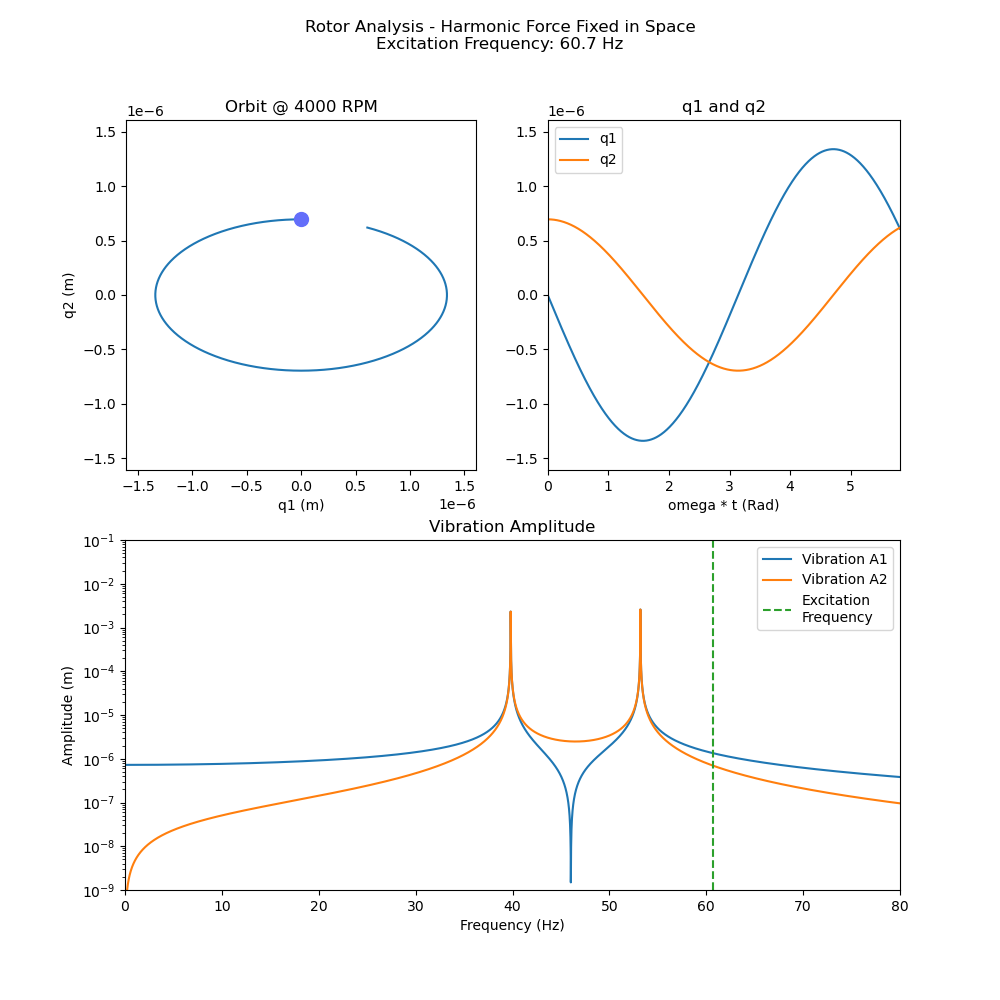 Rotor Analysis - Harmonic Force Fixed in Space
Excitation Frequency: 60.7 Hz
Orbit @ 4000 RPM
1e−6
1.5
1.0
0.5
0.0
−0.5
−1.0
−1.5
q2 (m)
−1.5 −1.0 −0.5 0.0 0.5 1.0 1.5
1e−6
q1 (m)
q1 and q2
1e−6
q1
q2
1.5
1.0
0.5
0.0
−0.5
−1.0
−1.5
0 1 2 3 4 5
omega * t (Rad)
Vibration Amplitude
Vibration A1
Vibration A2
Excitation
Frequency
10⁻¹
10⁻²
10⁻³
10⁻⁴
10⁻⁵
10⁻⁶
10⁻⁷
10⁻⁸
10⁻⁹
Amplitude (m)
0 10 20 30 40 50 60 70 80
Frequency (Hz)